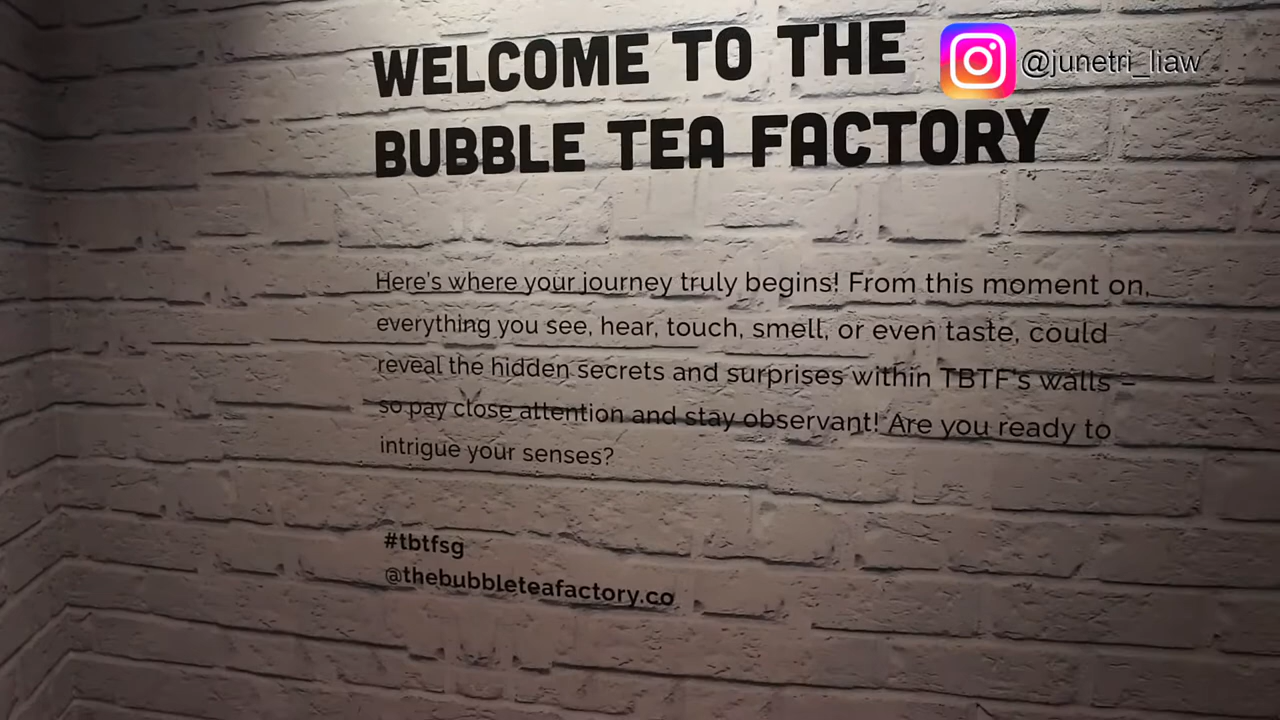 WELCOME TO THE
@junetri_liaw
BUBBLE TEA FACTORY
Here's where your journey truly begins! From this moment on,
everything you see, hear, touch, smell, or even taste, could
reveal the hidden secrets and surprises within TBTF's walls –
so pay close attention and stay observant! Are you ready to
intrigue your senses?
#tbtfsg
@thebubbleteafactory.co